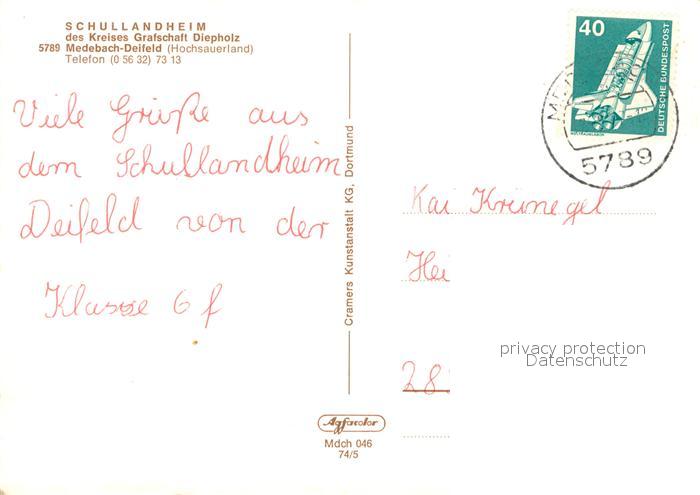 SCHULLANDHEIM
des Kreises Grafschaft Diepholz
5789 Medebach-Deifeld (Hochsauerland)
Telefon (0 56 32) 73 13
Viele Grüße aus
dem Schullandheim
Deifeld von der
Klasse 6 f
Cramers Kunstanstalt KG, Dortmund
Agfacolor
Mdch 046
74/5
40
DEUTSCHE BUNDESPOST
5789
Kai Krümegel
Hei
28
privacy protection
Datenschutz